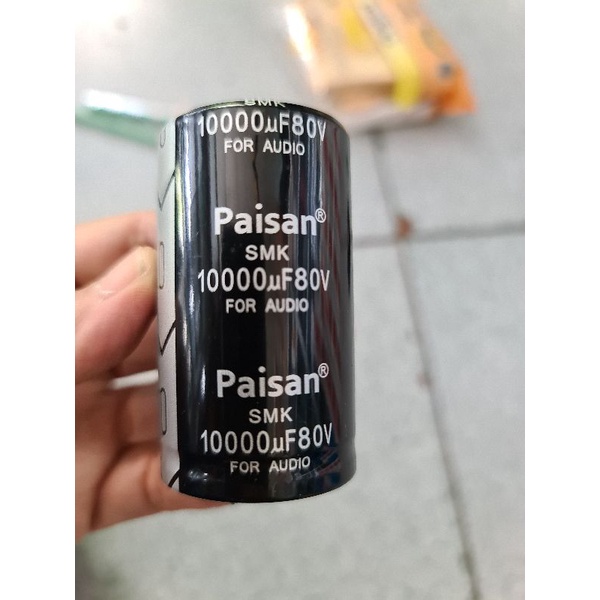 SMK
10000µF80V
FOR AUDIO
Paisan®
SMK
10000µF80V
FOR AUDIO
Paisan®
SMK
10000µF80V
FOR AUDIO